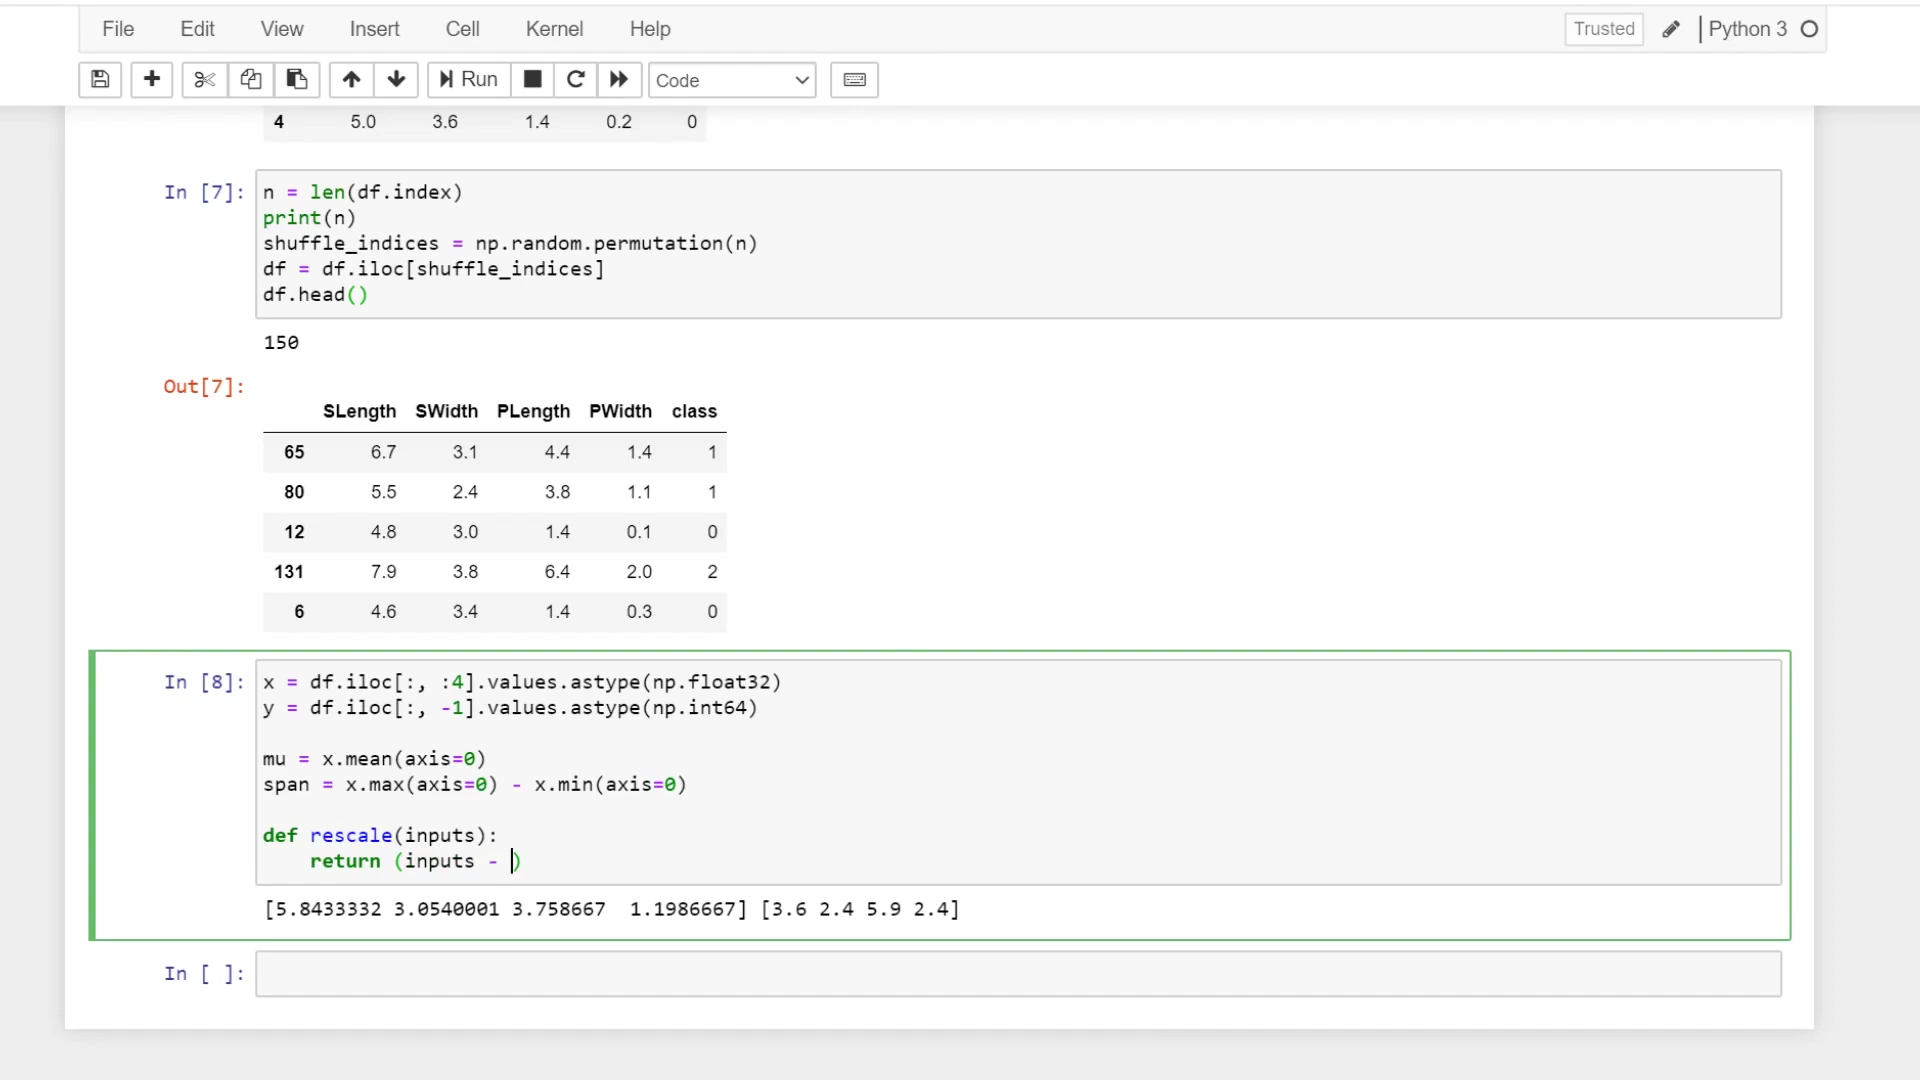 File Edit View Insert Cell Kernel Help Trusted Python 3
Run Code
4 5.0 3.6 1.4 0.2 0
In [7]: n = len(df.index)
print(n)
shuffle_indices = np.random.permutation(n)
df = df.iloc[shuffle_indices]
df.head()
150
Out[7]:
SLength SWidth PLength PWidth class
65 6.7 3.1 4.4 1.4 1
80 5.5 2.4 3.8 1.1 1
12 4.8 3.0 1.4 0.1 0
131 7.9 3.8 6.4 2.0 2
6 4.6 3.4 1.4 0.3 0
In [8]: x = df.iloc[:, :4].values.astype(np.float32)
y = df.iloc[:, -1].values.astype(np.int64)
mu = x.mean(axis=0)
span = x.max(axis=0) - x.min(axis=0)
def rescale(inputs):
    return (inputs - )
[5.8433332 3.0540001 3.758667  1.1986667] [3.6 2.4 5.9 2.4]
In [ ]: